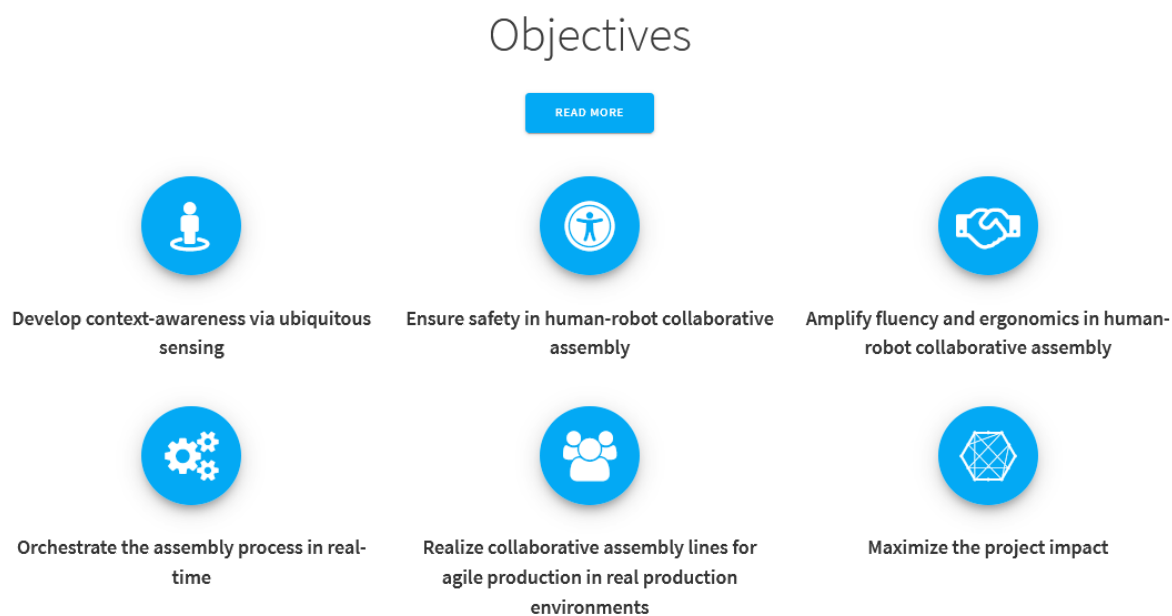 Objectives
READ MORE
Develop context-awareness via ubiquitous
sensing
Ensure safety in human-robot collaborative
assembly
Amplify fluency and ergonomics in human-
robot collaborative assembly
Orchestrate the assembly process in real-
time
Realize collaborative assembly lines for
agile production in real production
environments
Maximize the project impact